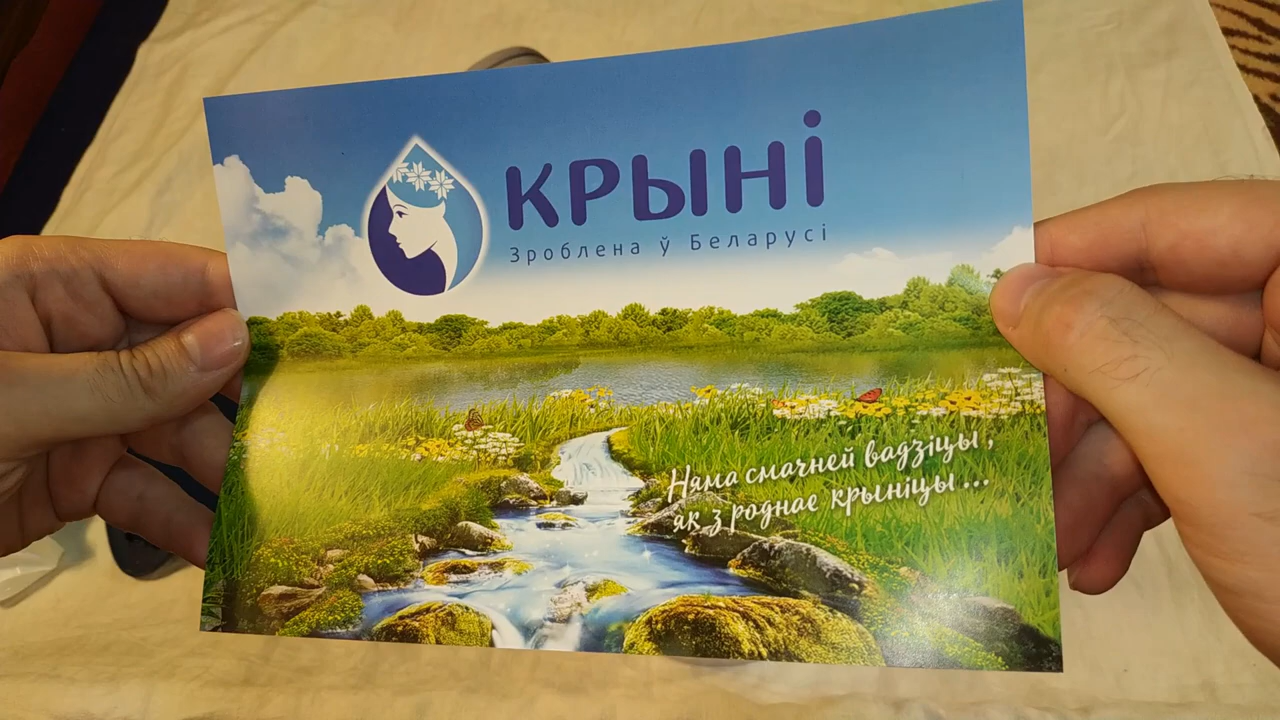 КРЫНІ
Зроблена ў Беларусі
Няма смачней вадзіцы,
як з роднае крыніцы...